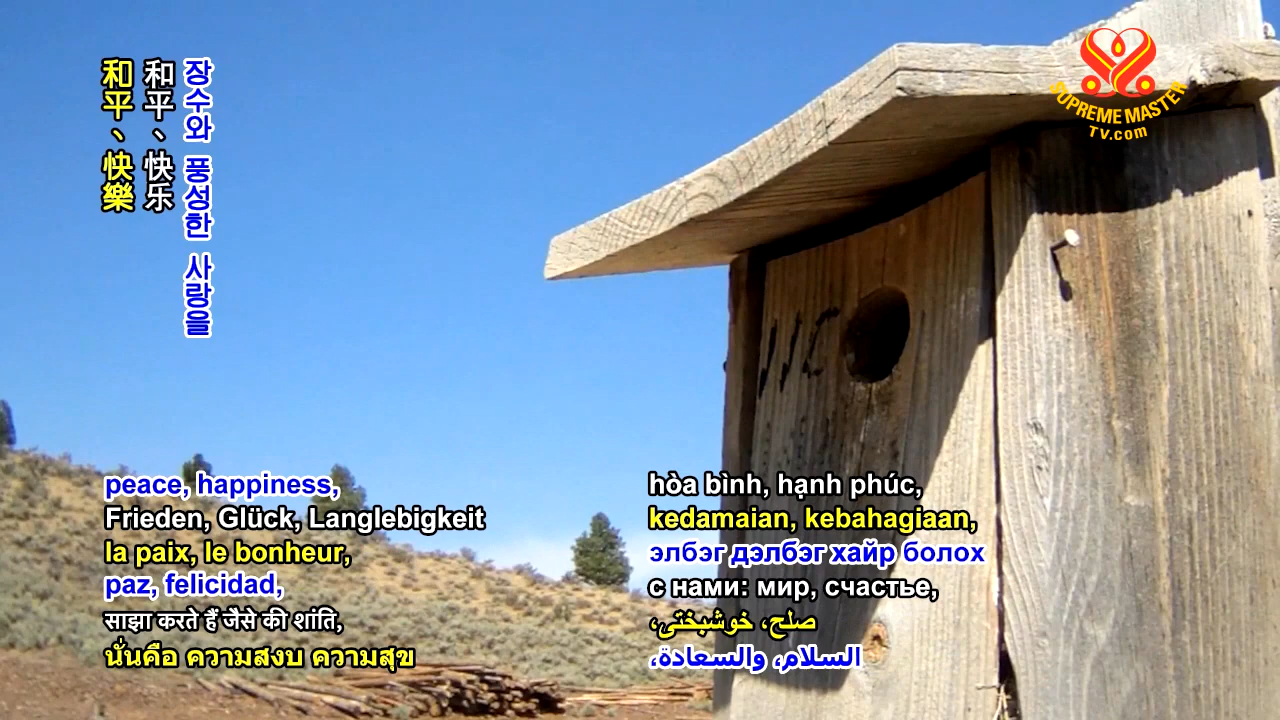 和平、快樂
和平、快乐
장수와 풍성한 사랑을
SUPREME MASTER
TV.com
peace, happiness,
Frieden, Glück, Langlebigkeit
la paix, le bonheur,
paz, felicidad,
साझा करते हैं जैसे की शांति,
นั่นคือ ความสงบ ความสุข
hòa bình, hạnh phúc,
kedamaian, kebahagiaan,
элбэг дэлбэг хайр болох
с нами: мир, счастье,
صلح، خوشبختی،
السلام، والسعادة،